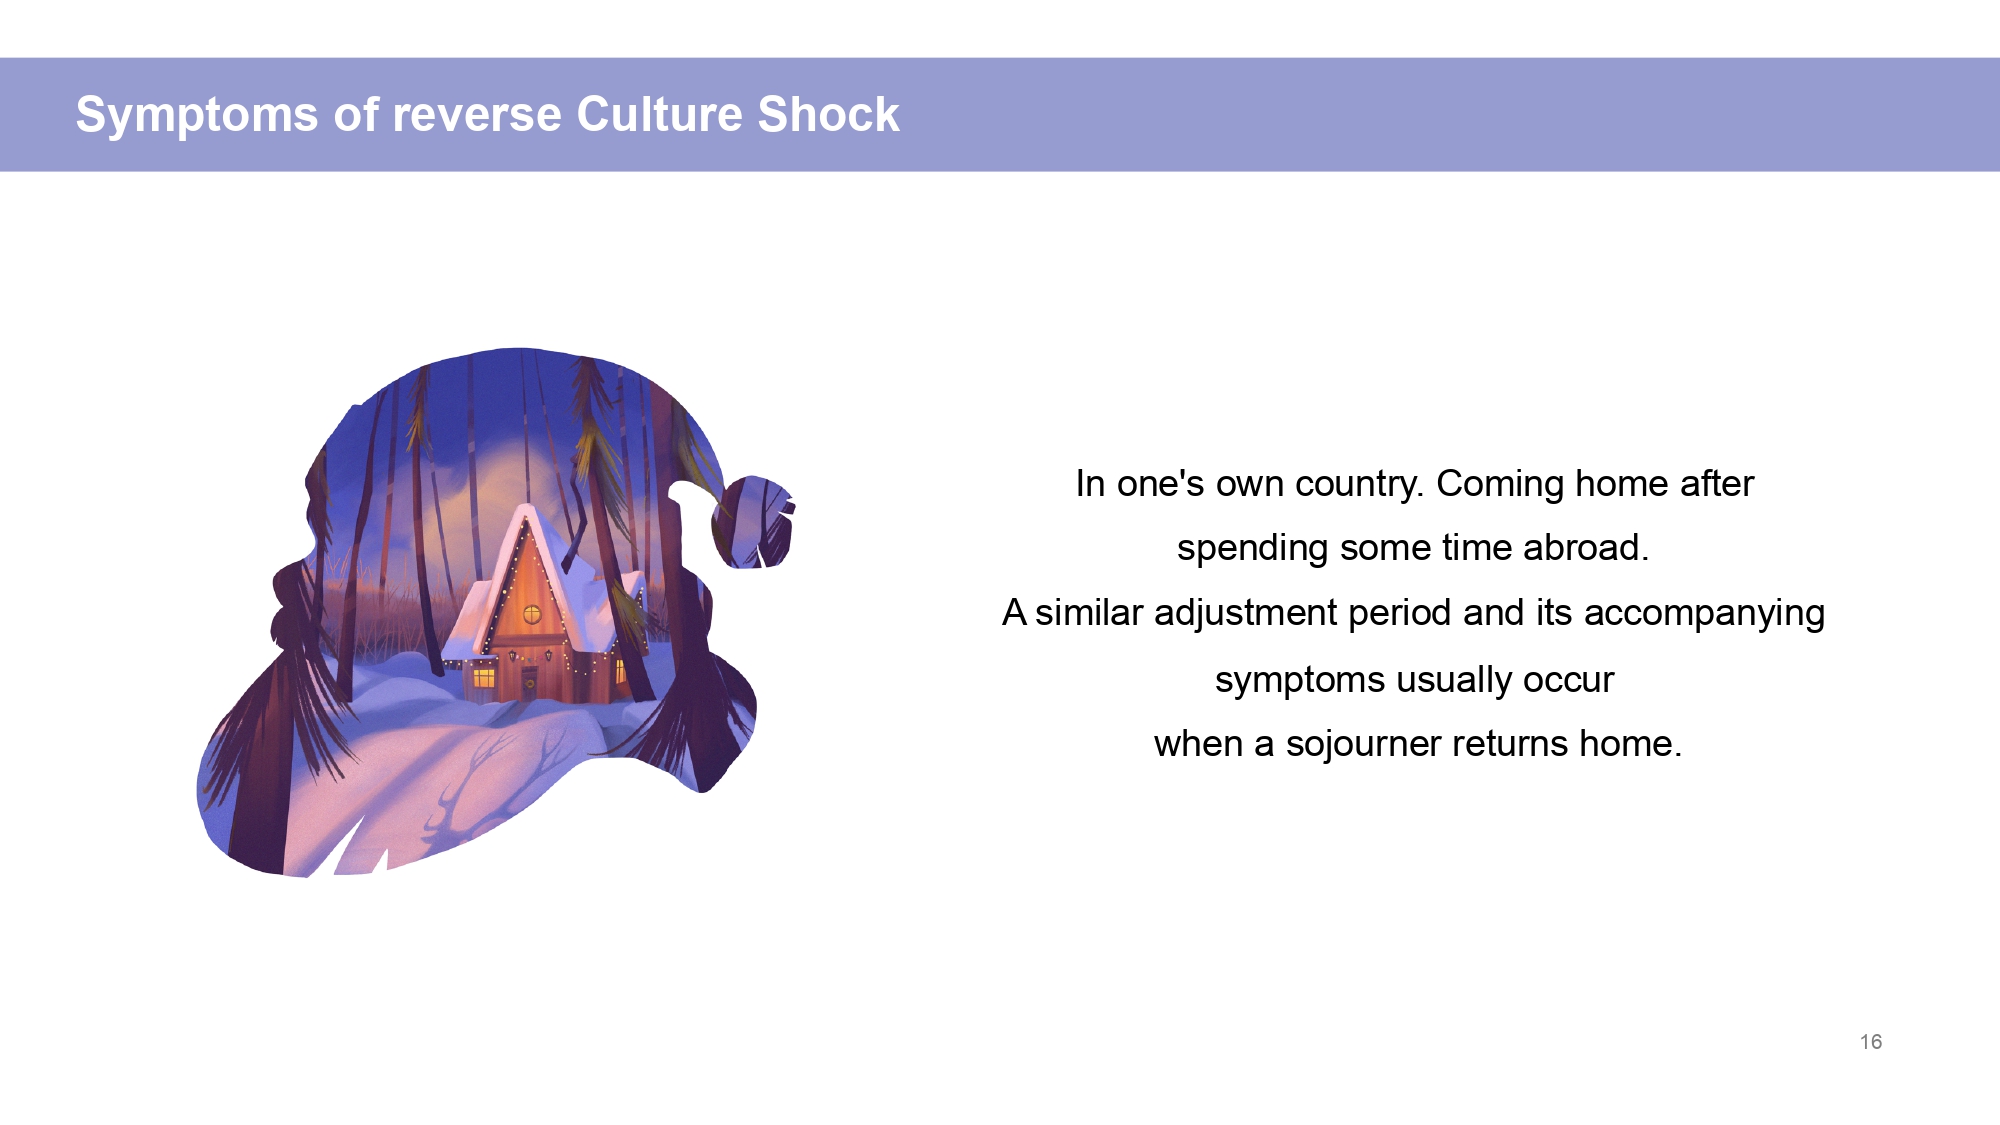 Symptoms of reverse Culture Shock
In one's own country. Coming home after
spending some time abroad.
A similar adjustment period and its accompanying
symptoms usually occur
when a sojourner returns home.
16